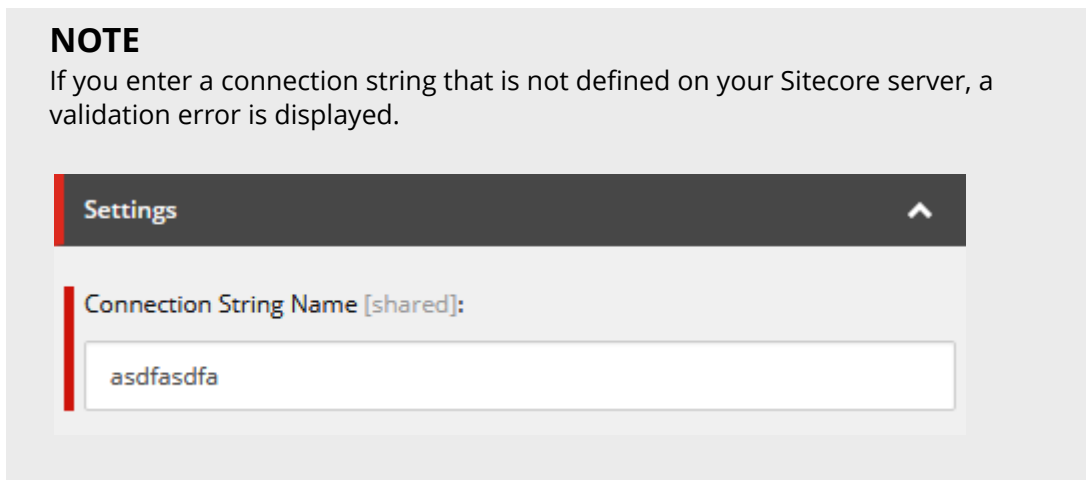 NOTE
If you enter a connection string that is not defined on your Sitecore server, a
validation error is displayed.
Settings
Connection String Name [shared]:
asdfasdfa